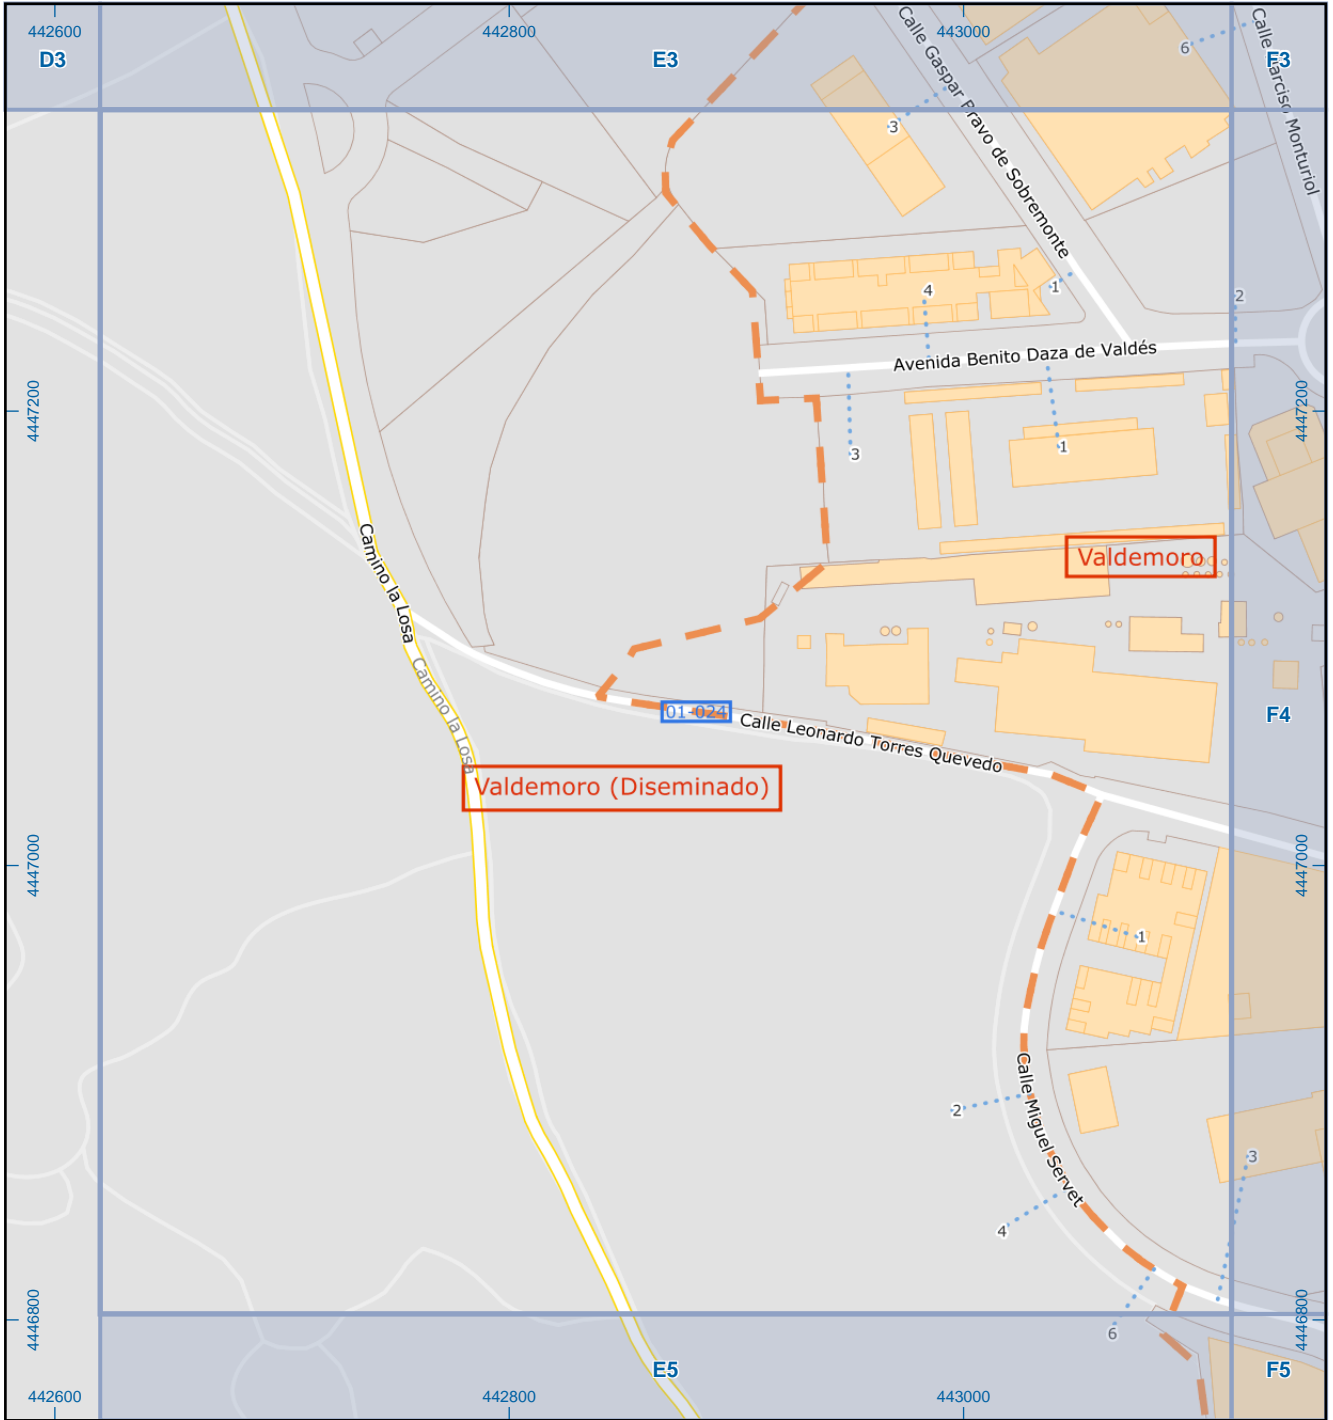 442600
442800
443000
D3
E3
F3
Calle Gaspar Bravo de Sobremonte
Calle Narciso Monturiol
6
3
4
1
2
Avenida Benito Daza de Valdés
4447200
4447200
3
1
Camino la Losa
Valdemoro
Camino la Losa
01-024
Calle Leonardo Torres Quevedo
F4
Valdemoro (Diseminado)
4447000
4447000
1
Calle Miguel Servet
2
3
4
4446800
4446800
6
E5
F5
442600
442800
443000